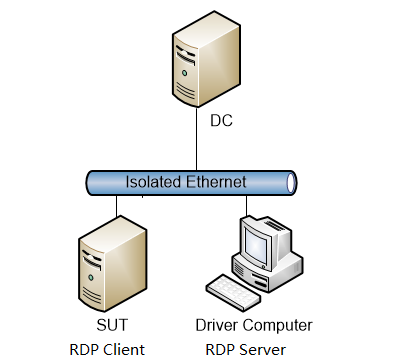 DC
Isolated Ethernet
SUT
Driver Computer
RDP Client
RDP Server